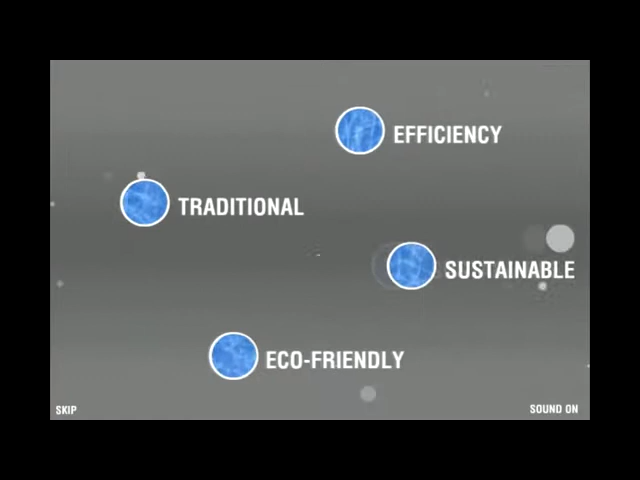 EFFICIENCY
TRADITIONAL
SUSTAINABLE
ECO-FRIENDLY
SKIP
SOUND ON